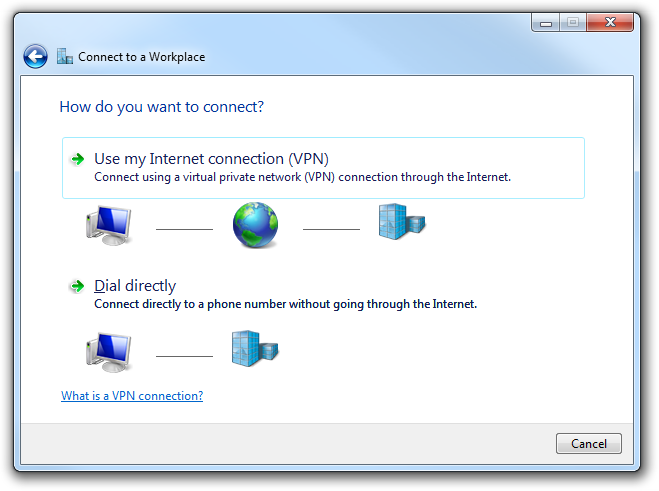 Connect to a Workplace
How do you want to connect?
Use my Internet connection (VPN)
Connect using a virtual private network (VPN) connection through the Internet.
Dial directly
Connect directly to a phone number without going through the Internet.
What is a VPN connection?
Cancel